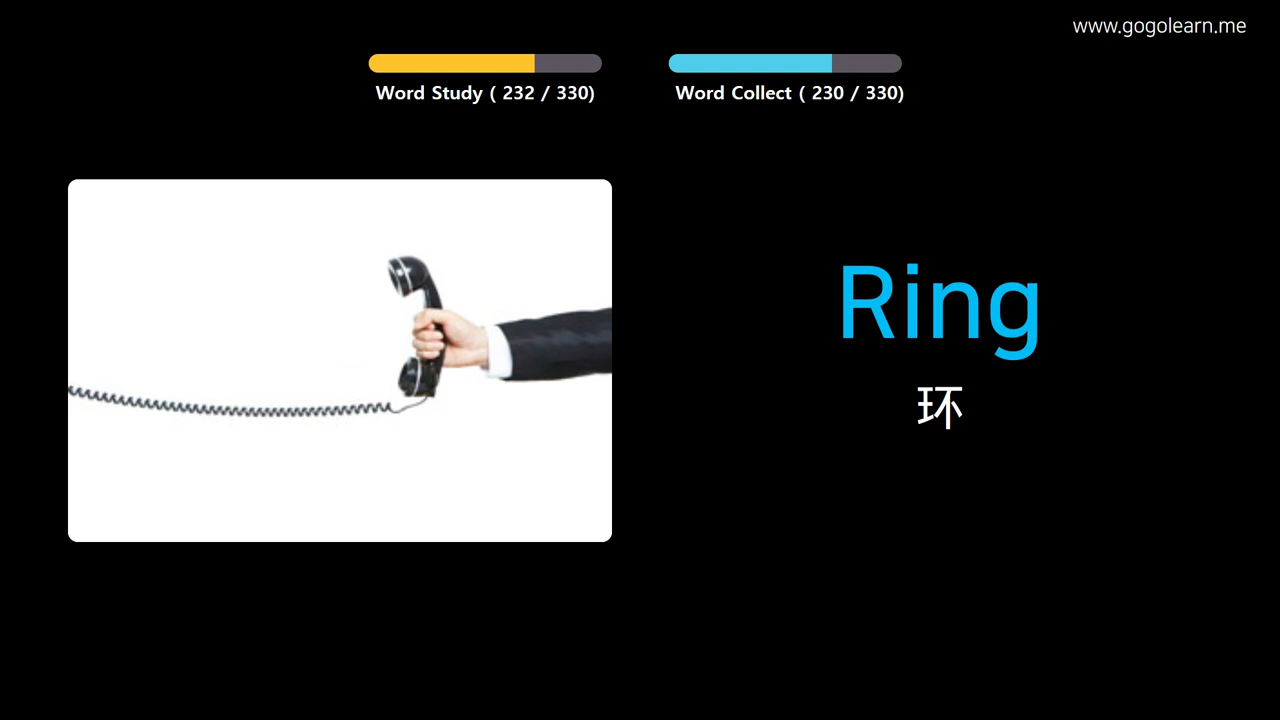 www.gogolearn.me
Word Study ( 232 / 330)
Word Collect ( 230 / 330)
Ring
环